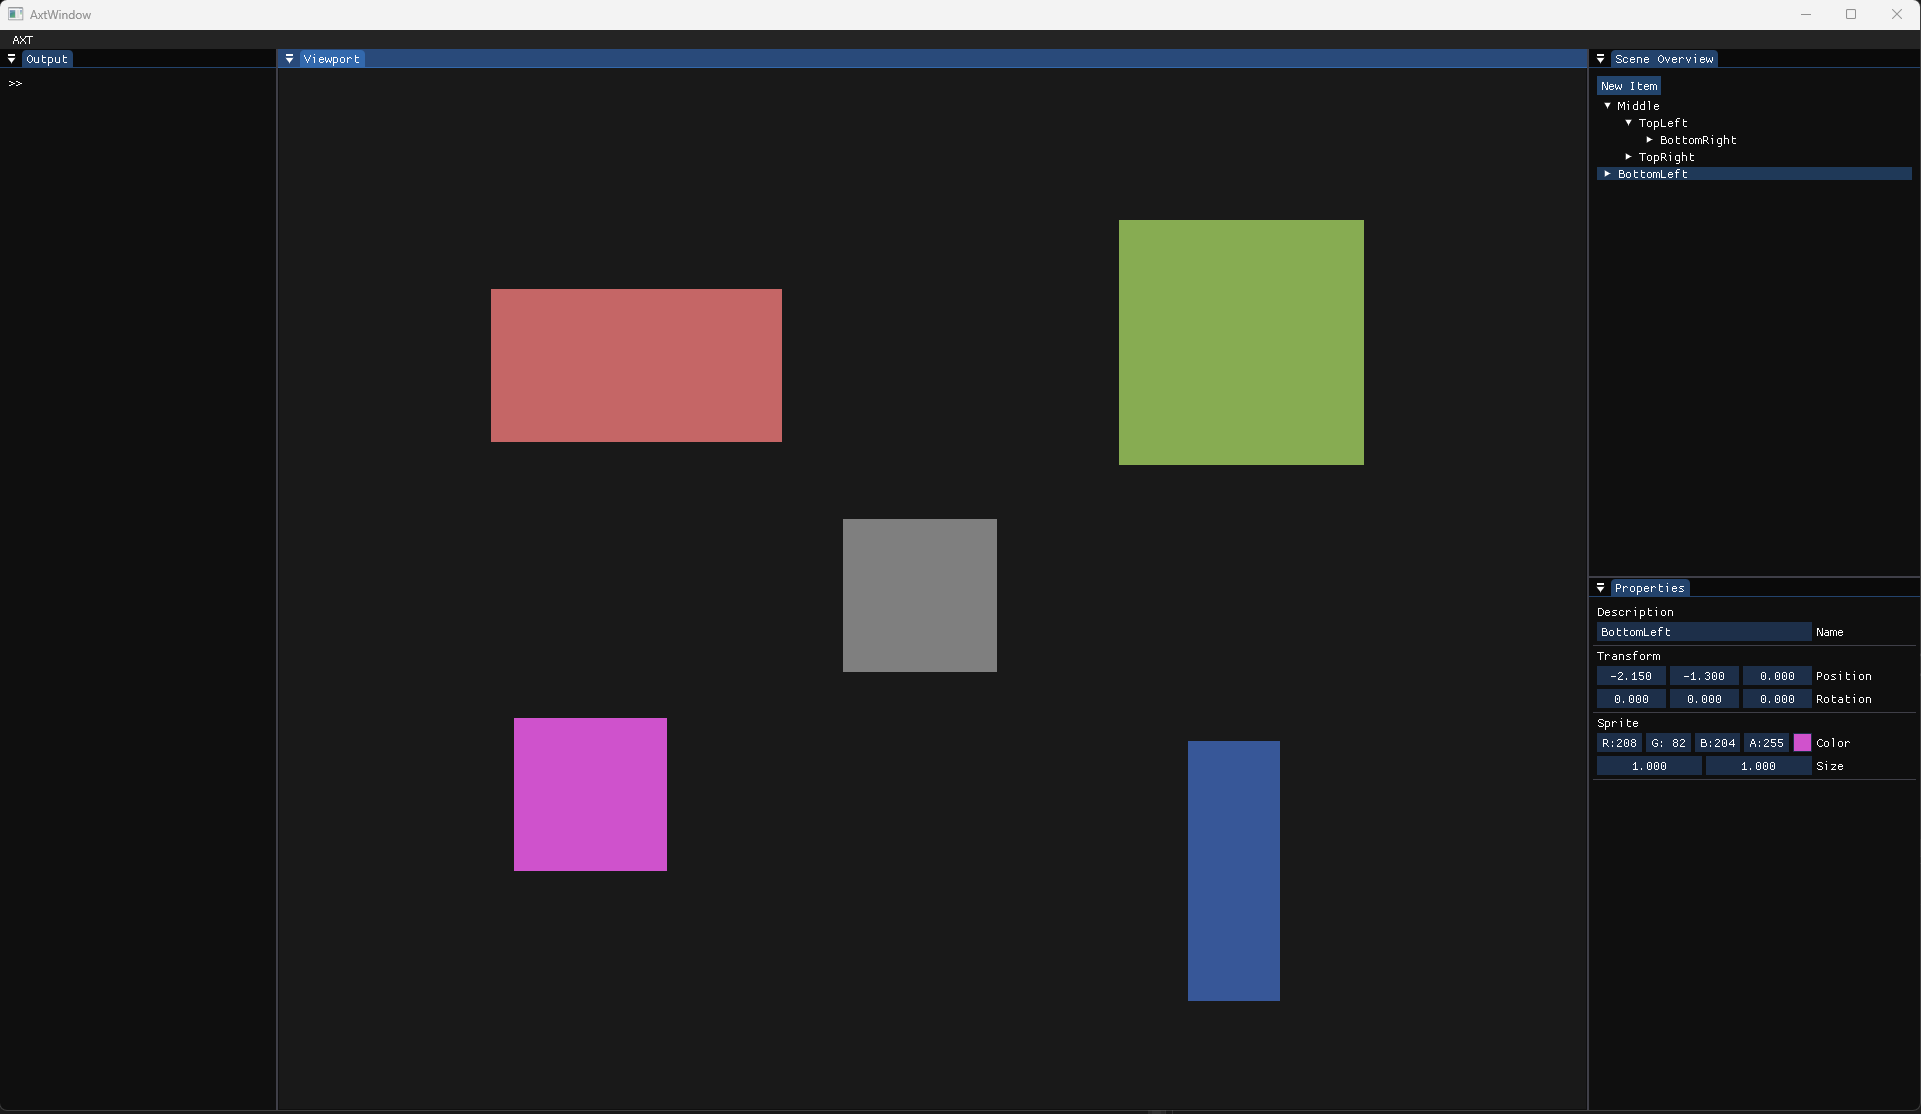 AxtWindow
AXT
Output
>>
Viewport
Scene Overview
New Item
Middle
TopLeft
BottomRight
TopRight
BottomLeft
Properties
Description
BottomLeft Name
Transform
-2.150 -1.300 0.000 Position
0.000 0.000 0.000 Rotation
Sprite
R:208 G: 82 B:204 A:255 Color
1.000 1.000 Size